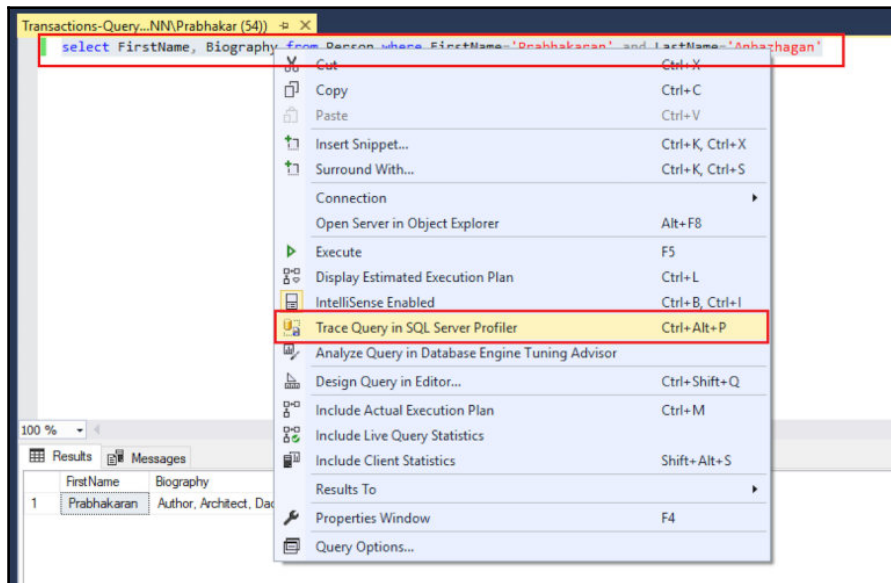 Transactions-Query...NN\Prabhakar (54))
select FirstName, Biography from Person where FirstName='Prabhakaran' and LastName='Anbazhagan'
Cut Ctrl+X
Copy Ctrl+C
Paste Ctrl+V
Insert Snippet... Ctrl+K, Ctrl+X
Surround With... Ctrl+K, Ctrl+S
Connection
Open Server in Object Explorer Alt+F8
Execute F5
Display Estimated Execution Plan Ctrl+L
IntelliSense Enabled Ctrl+B, Ctrl+I
Trace Query in SQL Server Profiler Ctrl+Alt+P
Analyze Query in Database Engine Tuning Advisor
Design Query in Editor... Ctrl+Shift+Q
Include Actual Execution Plan Ctrl+M
100 %
Include Live Query Statistics
Results Messages
Include Client Statistics Shift+Alt+S
FirstName Biography
Results To
1 Prabhakaran Author, Architect, Dad
Properties Window F4
Query Options...